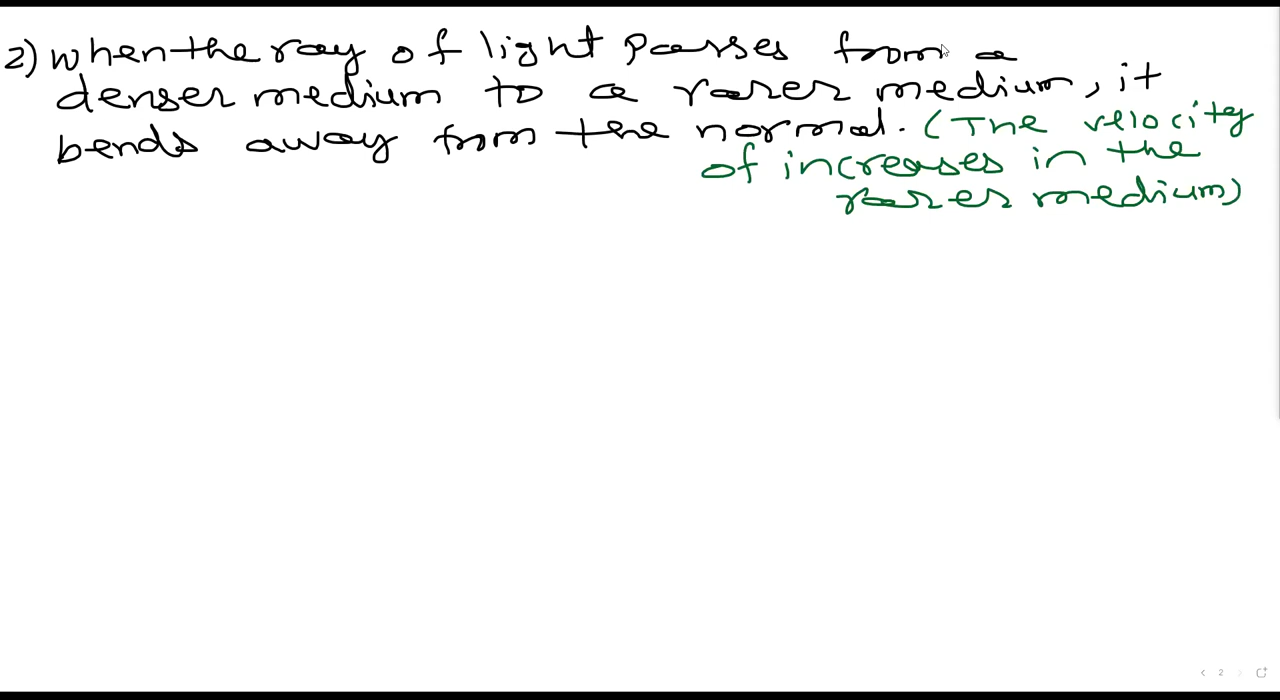 2) when the ray of light passes from a
denser medium to a rarer medium, it
bends away from the normal. (The velocity
of increases in the
rarer medium)
2